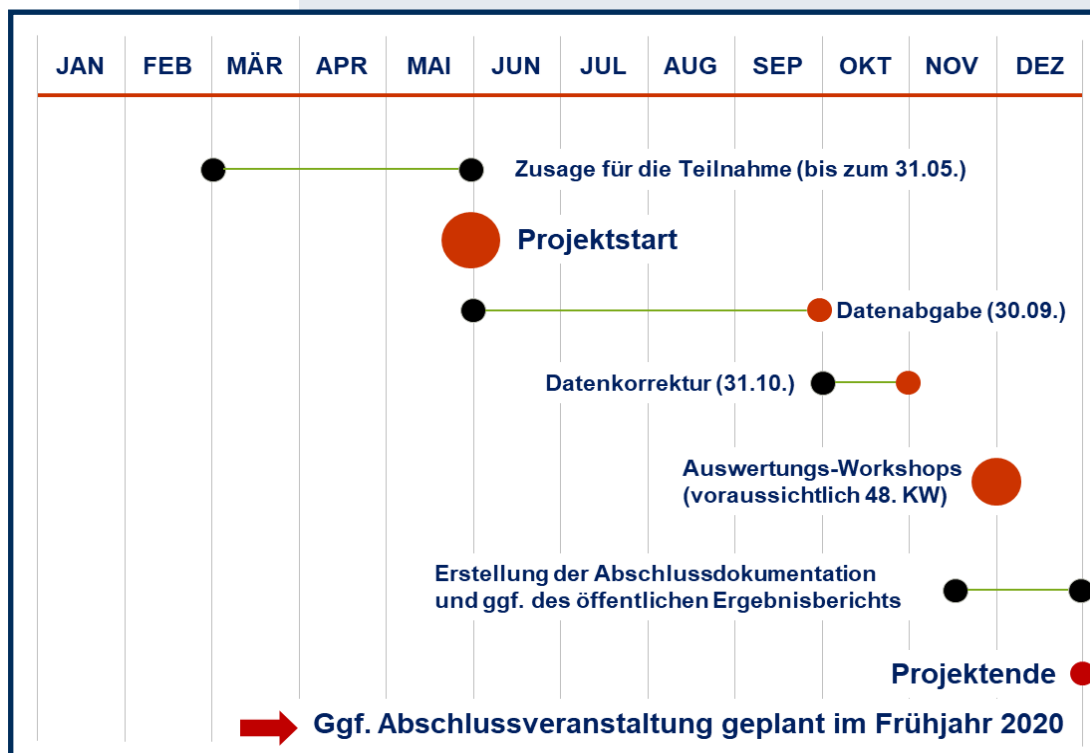 JAN FEB MÄR APR MAI JUN JUL AUG SEP OKT NOV DEZ
Zusage für die Teilnahme (bis zum 31.05.)
Projektstart
Datenabgabe (30.09.)
Datenkorrektur (31.10.)
Auswertungs-Workshops
(voraussichtlich 48. KW)
Erstellung der Abschlussdokumentation
und ggf. des öffentlichen Ergebnisberichts
Projektende
Ggf. Abschlussveranstaltung geplant im Frühjahr 2020